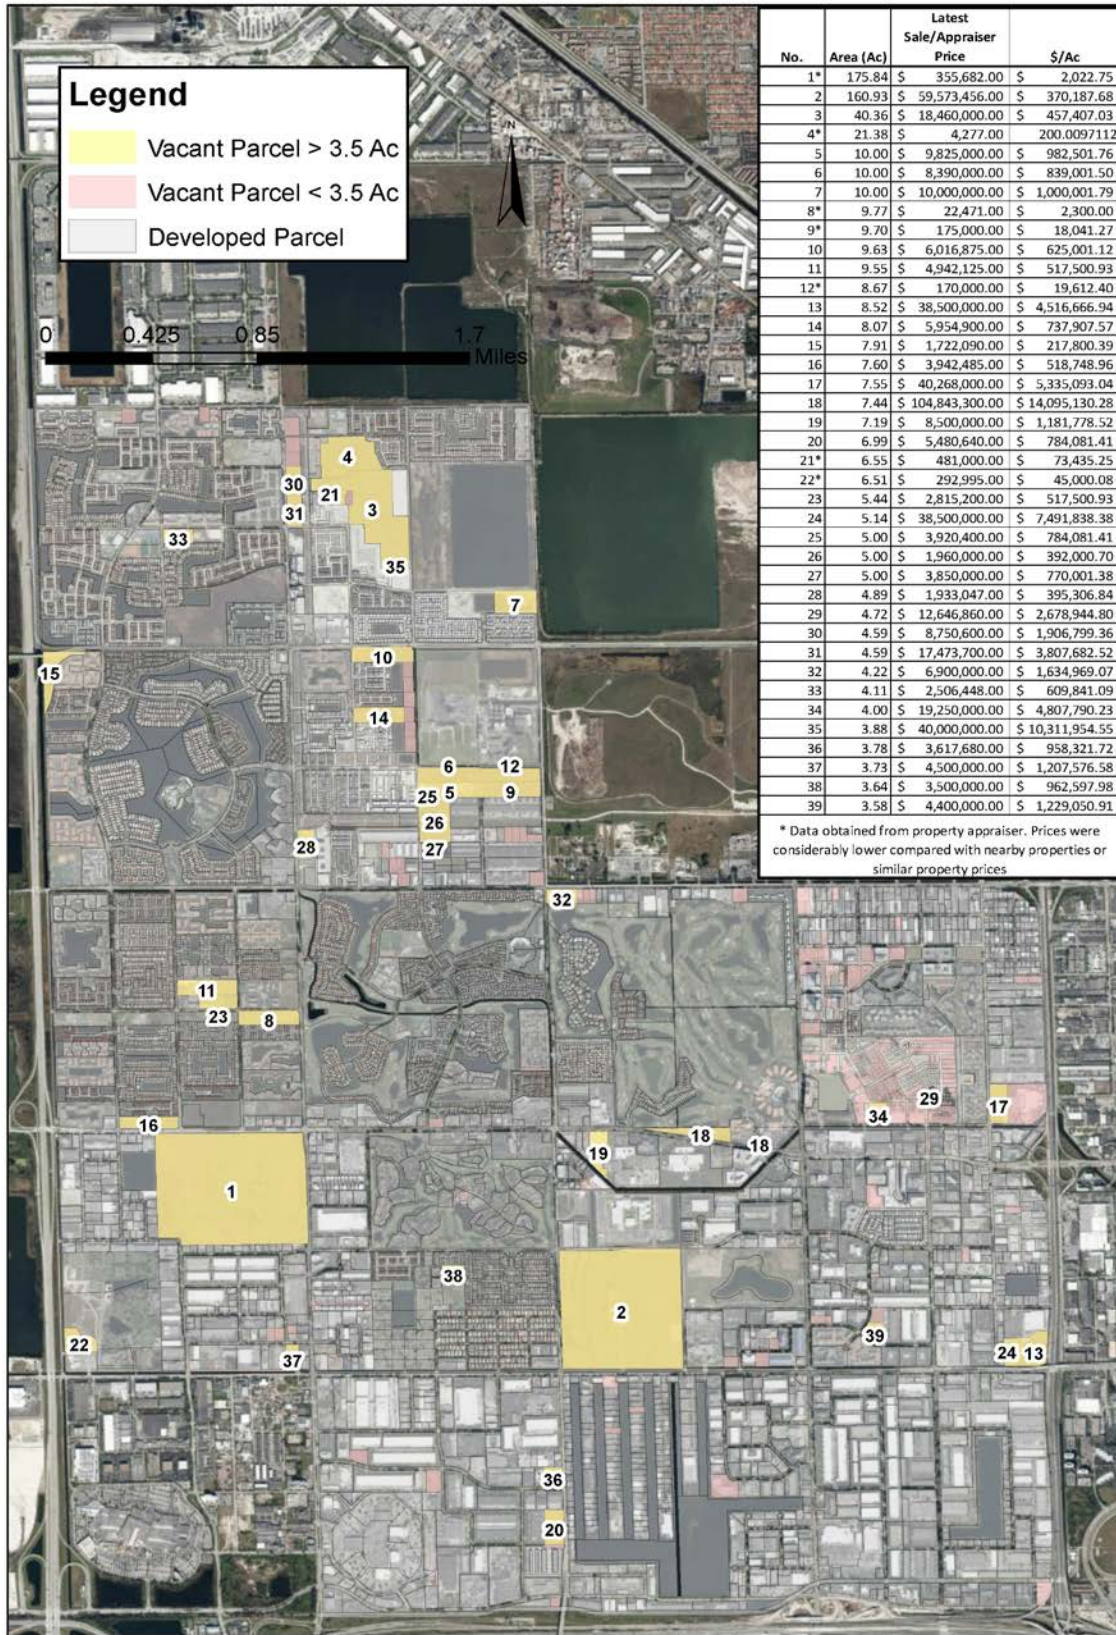 Legend
Vacant Parcel > 3.5 Ac
Vacant Parcel < 3.5 Ac
Developed Parcel
N
0 0.425 0.85 1.7
Miles
No. Area (Ac) Latest Sale/Appraiser Price $/Ac
1* 175.84 $ 355,682.00 $ 2,022.75
2 160.93 $ 59,573,456.00 $ 370,187.68
3 40.36 $ 18,460,000.00 $ 457,407.03
4* 21.38 $ 4,277.00 200.0097112
5 10.00 $ 9,825,000.00 $ 982,501.76
6 10.00 $ 8,390,000.00 $ 839,001.50
7 10.00 $ 10,000,000.00 $ 1,000,001.79
8* 9.77 $ 22,471.00 $ 2,300.00
9* 9.70 $ 175,000.00 $ 18,041.27
10 9.63 $ 6,016,875.00 $ 625,001.12
11 9.55 $ 4,942,125.00 $ 517,500.93
12* 8.67 $ 170,000.00 $ 19,612.40
13 8.52 $ 38,500,000.00 $ 4,516,666.94
14 8.07 $ 5,954,900.00 $ 737,907.57
15 7.91 $ 1,722,090.00 $ 217,800.39
16 7.60 $ 3,942,485.00 $ 518,748.96
17 7.55 $ 40,268,000.00 $ 5,335,093.04
18 7.44 $ 104,843,300.00 $ 14,095,130.28
19 7.19 $ 8,500,000.00 $ 1,181,778.52
20 6.99 $ 5,480,640.00 $ 784,081.41
21* 6.55 $ 481,000.00 $ 73,435.25
22* 6.51 $ 292,995.00 $ 45,000.08
23 5.44 $ 2,815,200.00 $ 517,500.93
24 5.14 $ 38,500,000.00 $ 7,491,838.38
25 5.00 $ 3,920,400.00 $ 784,081.41
26 5.00 $ 1,960,000.00 $ 392,000.70
27 5.00 $ 3,850,000.00 $ 770,001.38
28 4.89 $ 1,933,047.00 $ 395,306.84
29 4.72 $ 12,646,860.00 $ 2,678,944.80
30 4.59 $ 8,750,600.00 $ 1,906,799.36
31 4.59 $ 17,473,700.00 $ 3,807,682.52
32 4.22 $ 6,900,000.00 $ 1,634,969.07
33 4.11 $ 2,506,448.00 $ 609,841.09
34 4.00 $ 19,250,000.00 $ 4,807,790.23
35 3.88 $ 40,000,000.00 $ 10,311,954.55
36 3.78 $ 3,617,680.00 $ 958,321.72
37 3.73 $ 4,500,000.00 $ 1,207,576.58
38 3.64 $ 3,500,000.00 $ 962,597.98
39 3.58 $ 4,400,000.00 $ 1,229,050.91
* Data obtained from property appraiser. Prices were
considerably lower compared with nearby properties or
similar property prices
4
30
21
31
3
33
35
7
10
15
14
6 12
25 5 9
26
28
27
32
11
23
8
29
34
17
16
18
19
18
1
38
2
22
37
39
24 13
36
20